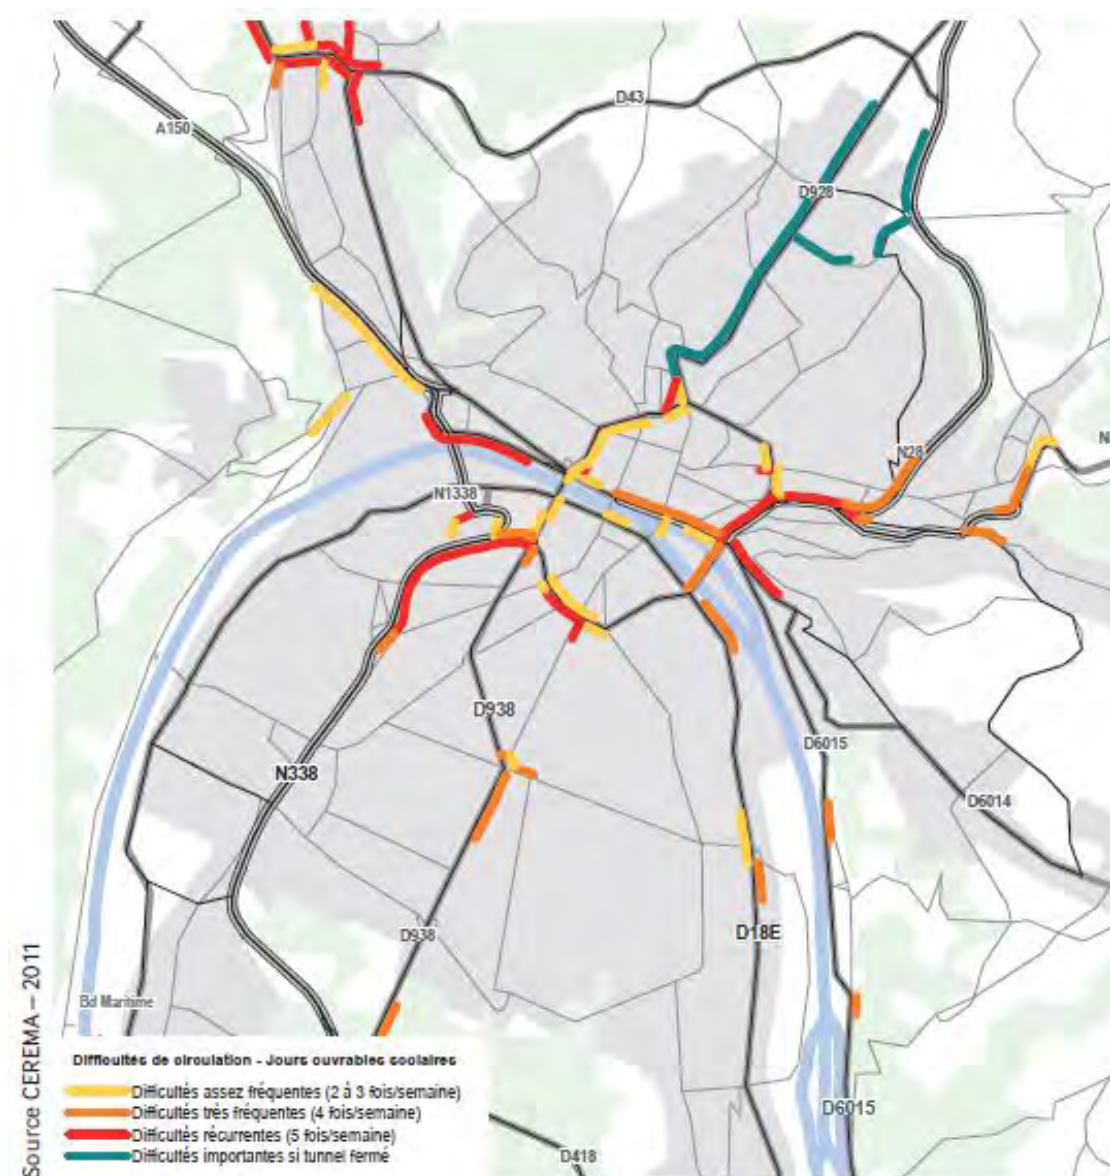 D43
A150
D928
N28
N
N1338
D938
D6015
N338
D6014
D938
D18E
Bd Maritime
D6015
D418
Source CEREMA – 2011
Difficultés de circulation - Jours ouvrables scolaires
Difficultés assez fréquentes (2 à 3 fois/semaine)
Difficultés très fréquentes (4 fois/semaine)
Difficultés récurrentes (5 fois/semaine)
Difficultés importantes si tunnel fermé